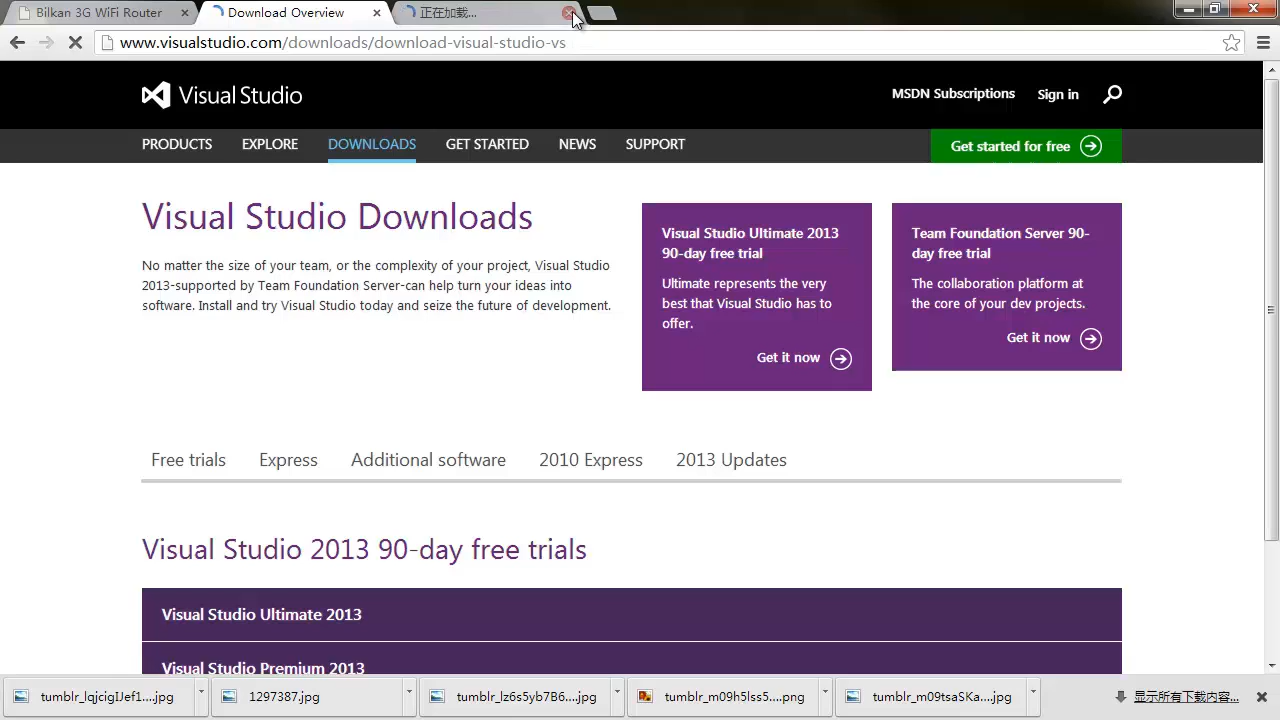 Bilkan 3G WiFi Router
Download Overview
正在加载...
www.visualstudio.com/downloads/download-visual-studio-vs
Visual Studio
MSDN Subscriptions
Sign in
PRODUCTS
EXPLORE
DOWNLOADS
GET STARTED
NEWS
SUPPORT
Get started for free
Visual Studio Downloads
No matter the size of your team, or the complexity of your project, Visual Studio
2013-supported by Team Foundation Server-can help turn your ideas into
software. Install and try Visual Studio today and seize the future of development.
Visual Studio Ultimate 2013
90-day free trial
Ultimate represents the very
best that Visual Studio has to
offer.
Get it now
Team Foundation Server 90-
day free trial
The collaboration platform at
the core of your dev projects.
Get it now
Free trials
Express
Additional software
2010 Express
2013 Updates
Visual Studio 2013 90-day free trials
Visual Studio Ultimate 2013
Visual Studio Premium 2013
tumblr_lqjcigIJef1....jpg
1297387.jpg
tumblr_lz6s5yb7B6....jpg
tumblr_m09h5lss5....png
tumblr_m09tsaSKa....jpg
显示所有下载内容...